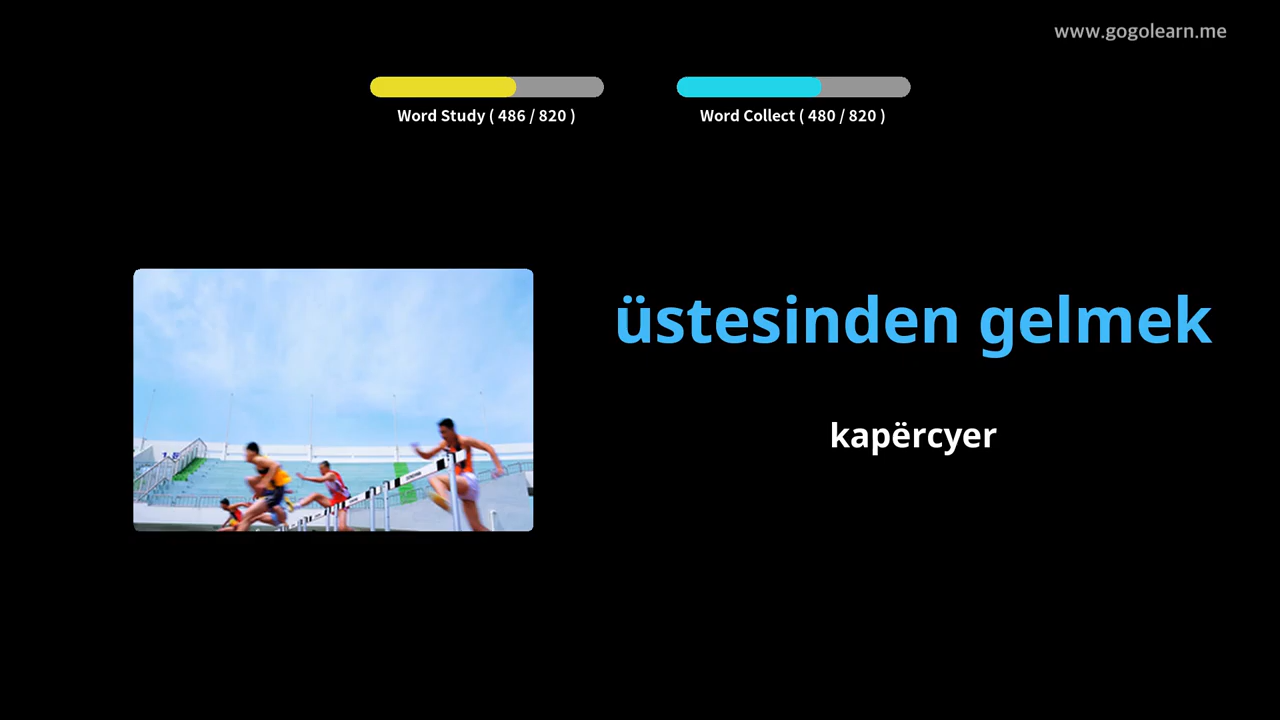 www.gogolearn.me
Word Study ( 486 / 820 )
Word Collect ( 480 / 820 )
üstesinden gelmek
kapërcyer